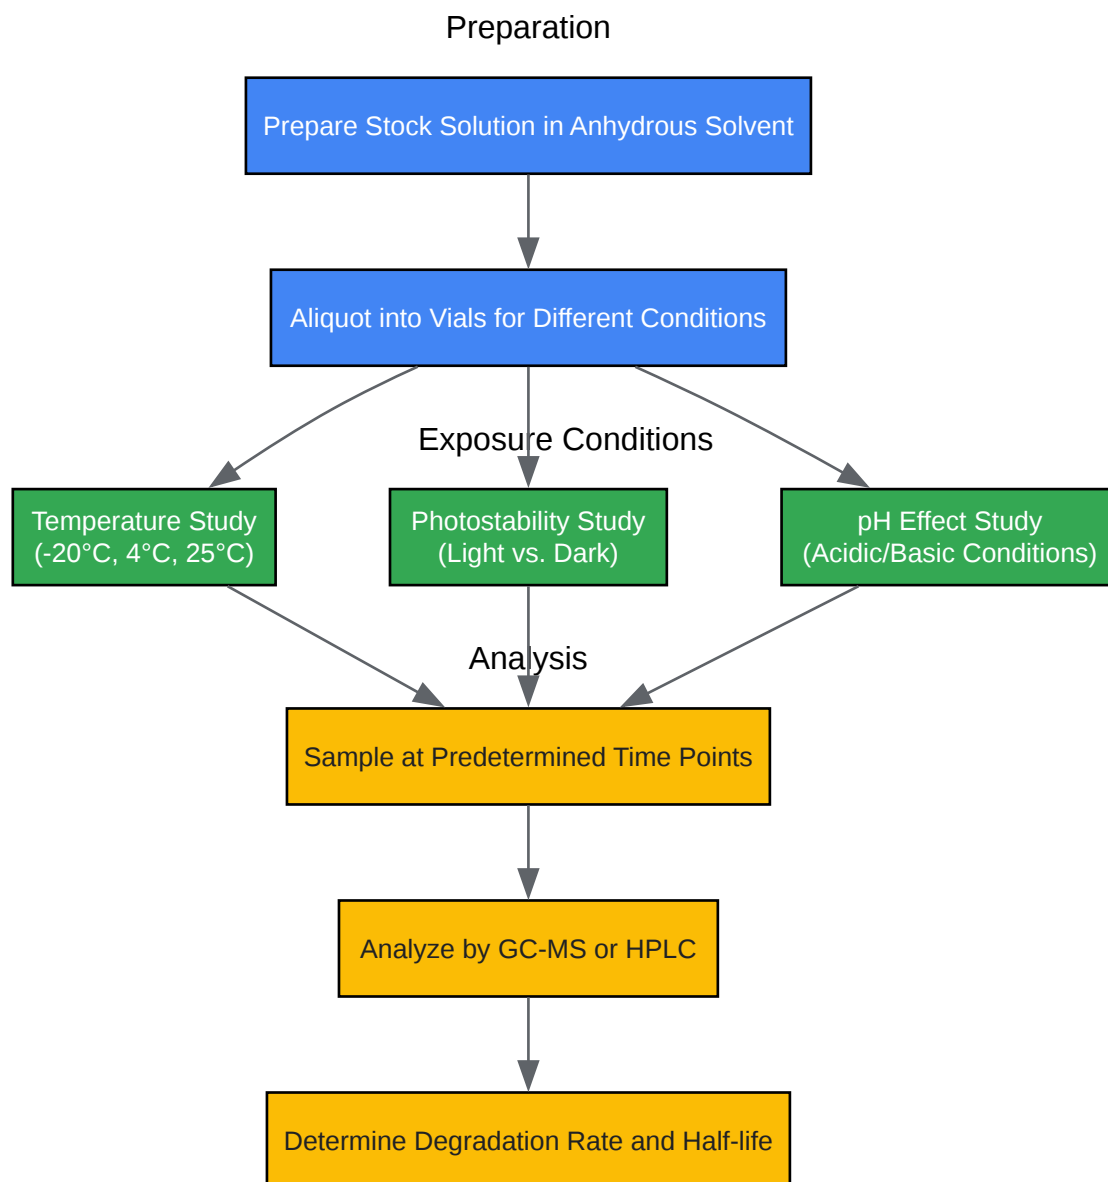 Preparation
Prepare Stock Solution in Anhydrous Solvent
Aliquot into Vials for Different Conditions
Exposure Conditions
Temperature Study
(-20°C, 4°C, 25°C)
Photostability Study
(Light vs. Dark)
pH Effect Study
(Acidic/Basic Conditions)
Analysis
Sample at Predetermined Time Points
Analyze by GC-MS or HPLC
Determine Degradation Rate and Half-life